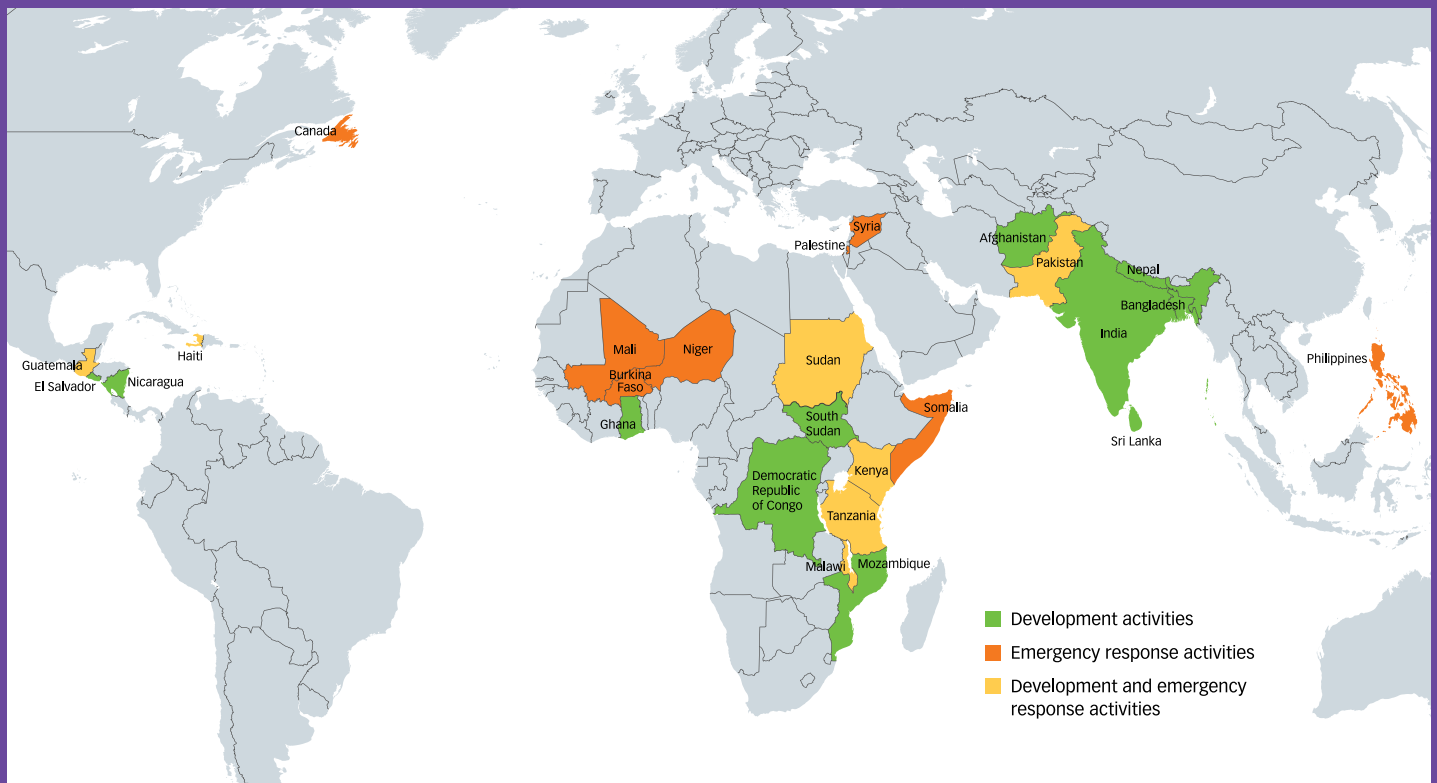 Canada
Syria
Palestine
Afghanistan
Pakistan
Nepal
Bangladesh
India
Guatemala
Haiti
El Salvador
Nicaragua
Mali
Niger
Burkina
Faso
Ghana
Sudan
South
Sudan
Somalia
Philippines
Sri Lanka
Democratic
Republic
of Congo
Kenya
Tanzania
Malawi
Mozambique
Development activities
Emergency response activities
Development and emergency
response activities